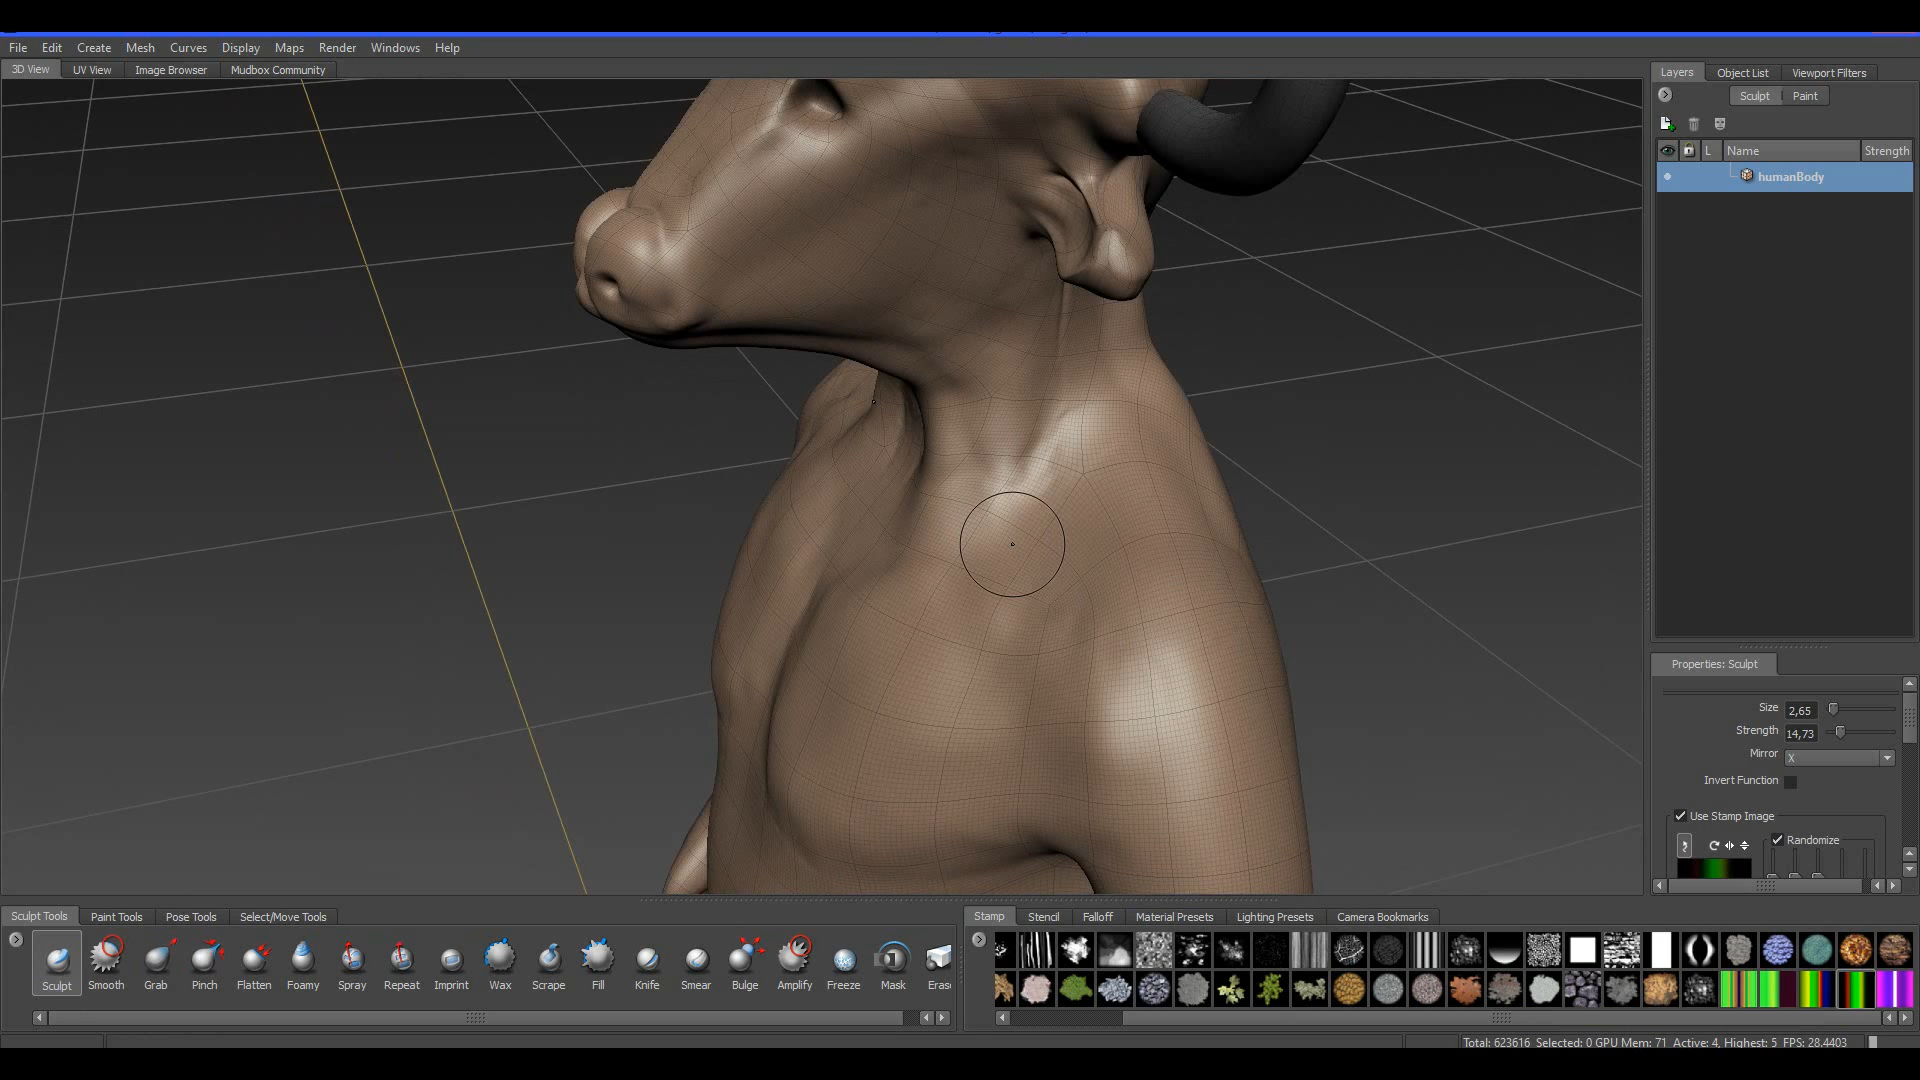 File Edit Create Mesh Curves Display Maps Render Windows Help
3D View UV View Image Browser Mudbox Community
Layers Object List Viewport Filters
Sculpt Paint
L Name Strength
humanBody
Properties: Sculpt
Size 2,65
Strength 14,73
Mirror X
Invert Function
Use Stamp Image
Randomize
Sculpt Tools Paint Tools Pose Tools Select/Move Tools
Sculpt Smooth Grab Pinch Flatten Foamy Spray Repeat Imprint Wax Scrape Fill Knife Smear Bulge Amplify Freeze Mask Eras
Stamp Stencil Falloff Material Presets Lighting Presets Camera Bookmarks
Total: 623616 Selected: 0 GPU Mem: 71 Active: 4, Highest: 5 FPS: 28.4403